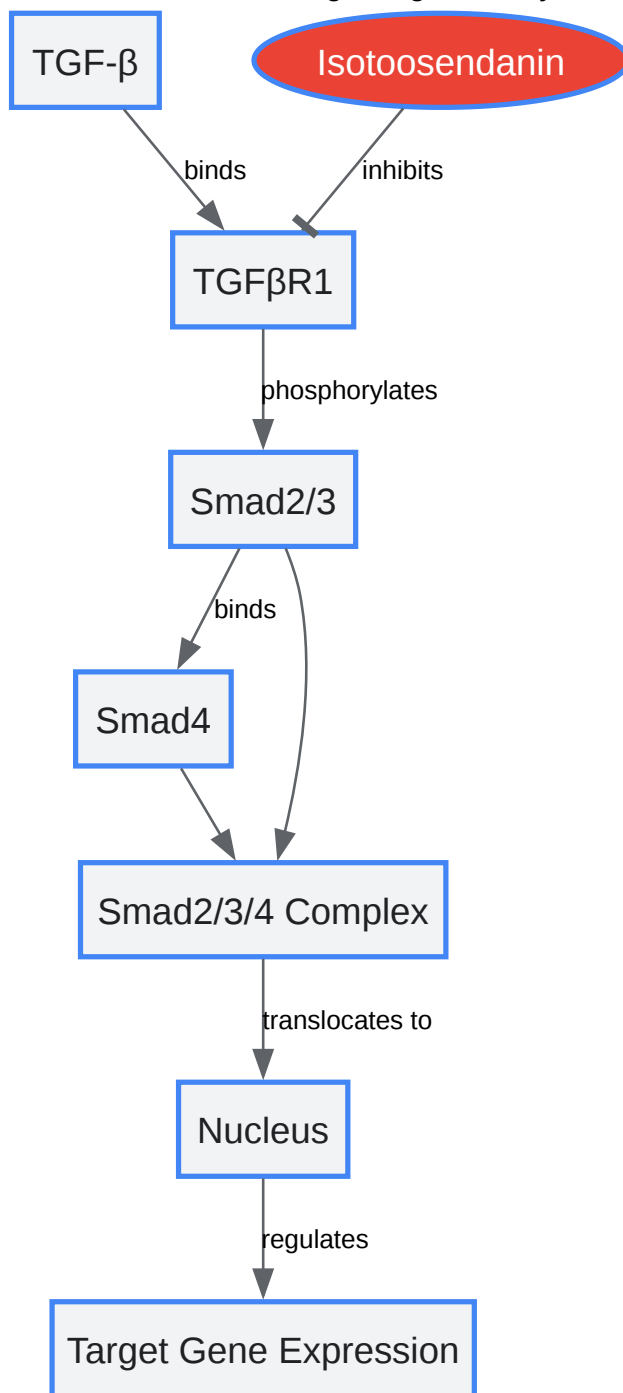 TGF-β
Isotoosendanin
binds
inhibits
TGFβR1
phosphorylates
Smad2/3
binds
Smad4
Smad2/3/4 Complex
translocates to
Nucleus
regulates
Target Gene Expression